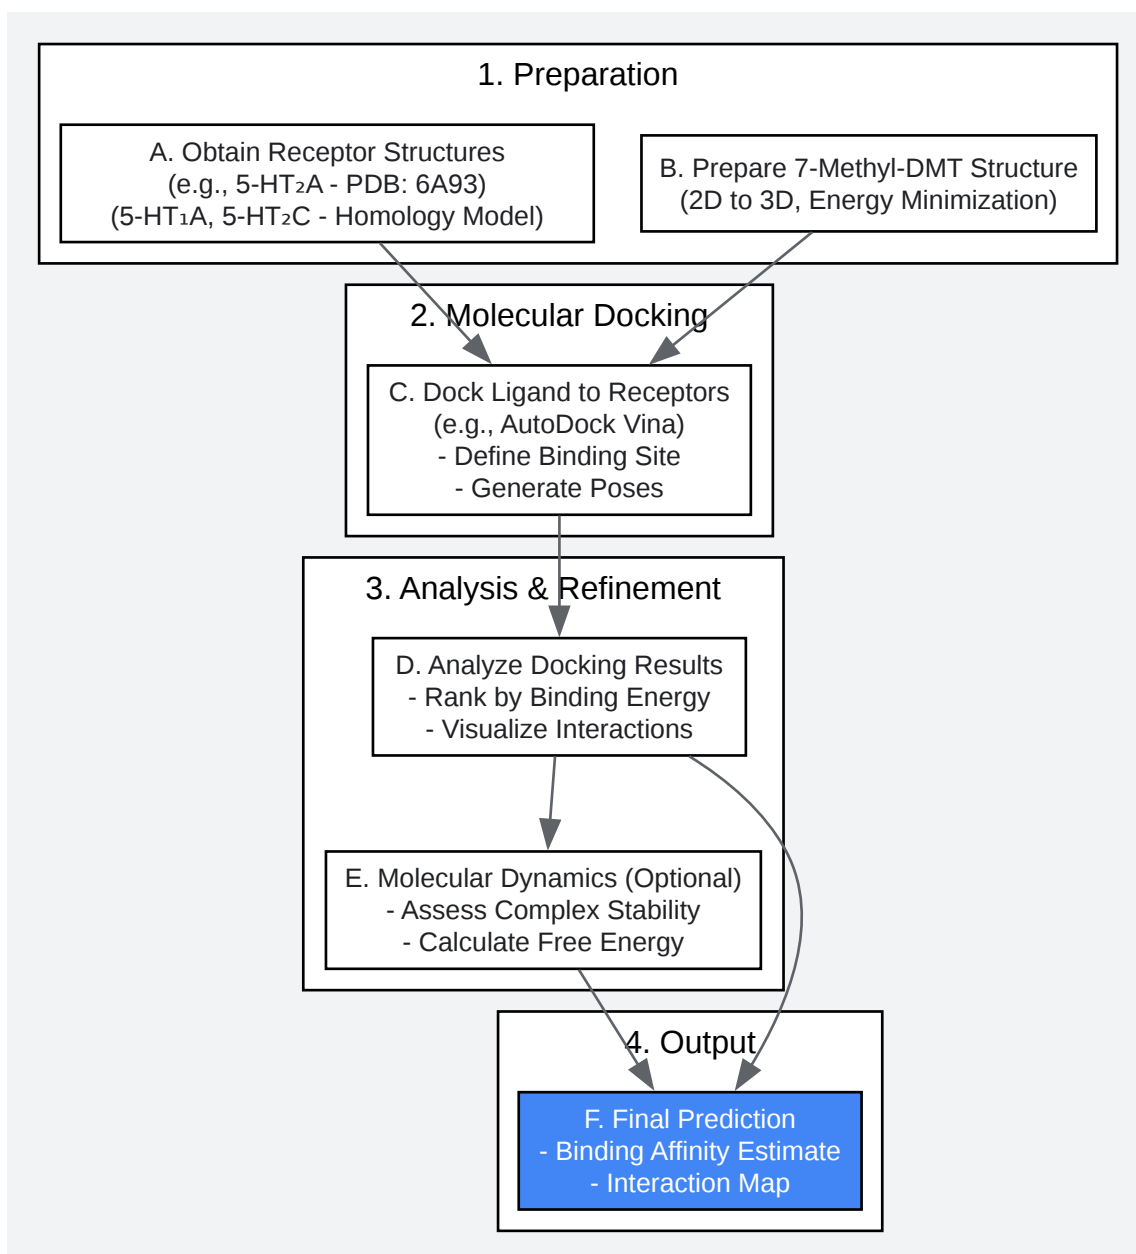 1. Preparation
A. Obtain Receptor Structures
(e.g., 5-HT₂A - PDB: 6A93)
(5-HT₁A, 5-HT₂C - Homology Model)
B. Prepare 7-Methyl-DMT Structure
(2D to 3D, Energy Minimization)
2. Molecular Docking
C. Dock Ligand to Receptors
(e.g., AutoDock Vina)
- Define Binding Site
- Generate Poses
3. Analysis & Refinement
D. Analyze Docking Results
- Rank by Binding Energy
- Visualize Interactions
E. Molecular Dynamics (Optional)
- Assess Complex Stability
- Calculate Free Energy
4. Output
F. Final Prediction
- Binding Affinity Estimate
- Interaction Map